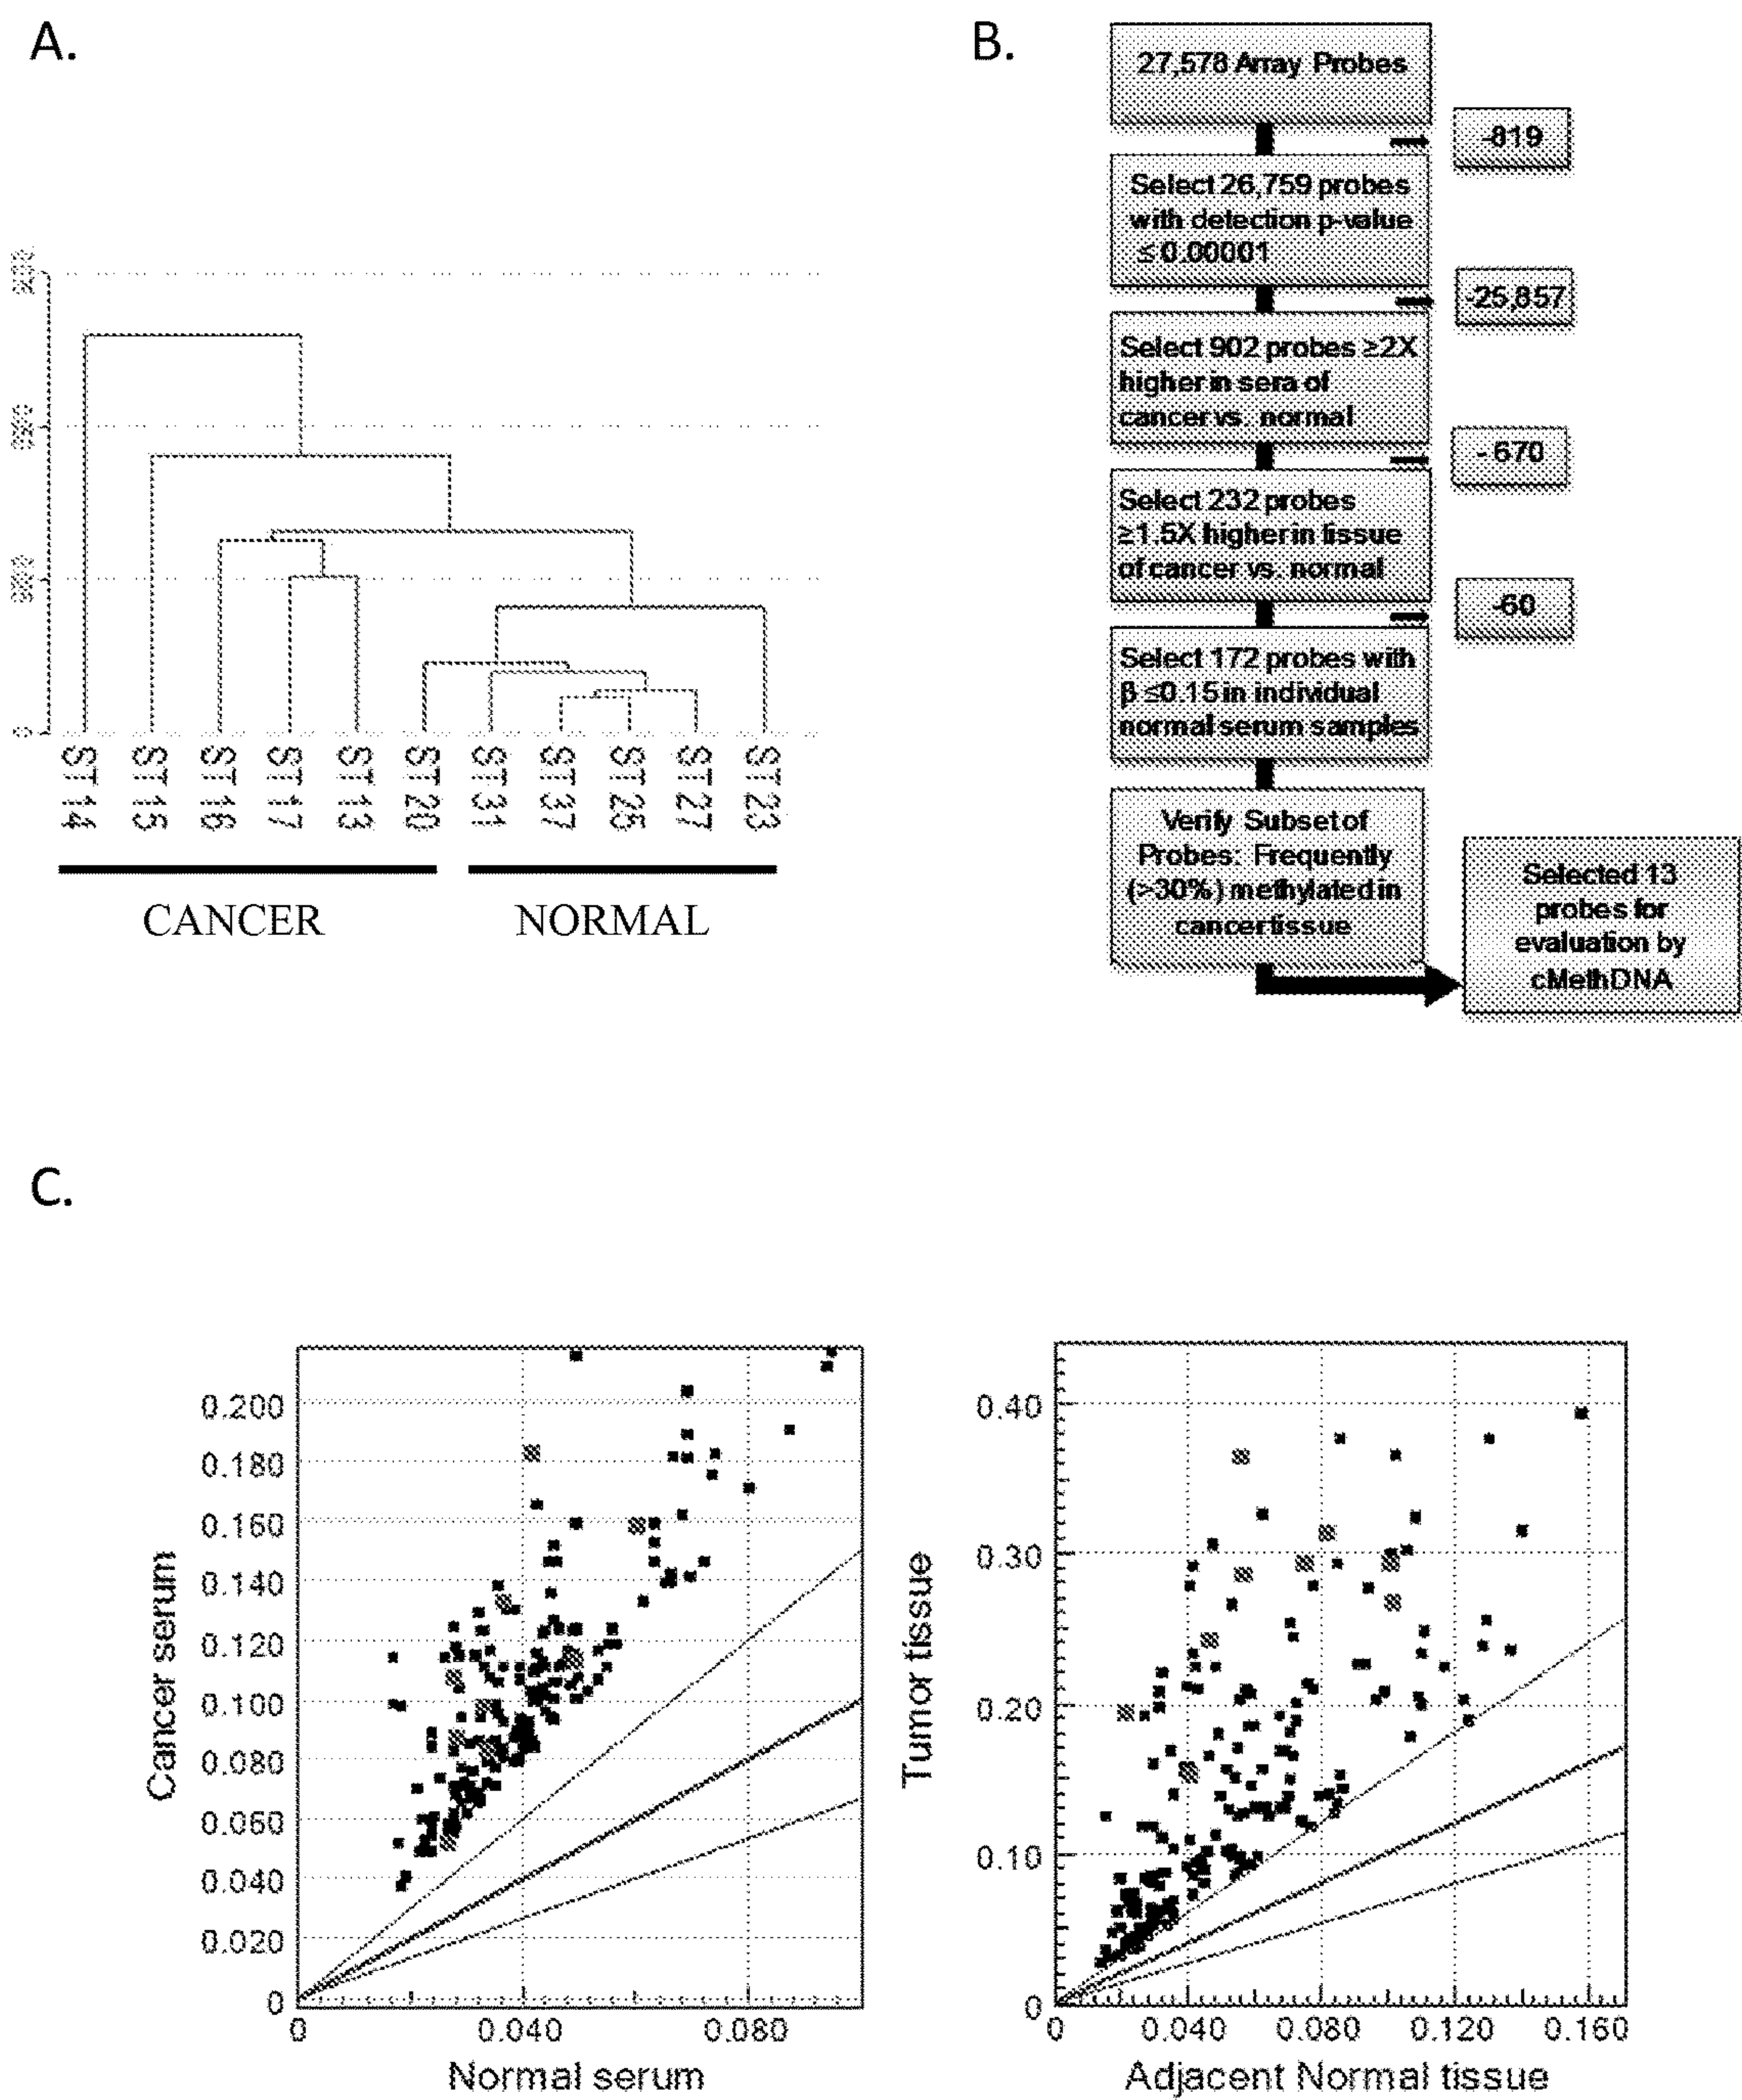 A.
ST 14
ST 15
ST 16
ST 17
ST 13
ST 20
ST 31
ST 37
ST 25
ST 27
ST 23
0
CANCER
NORMAL
B.
27,578 Array Probes
-819
Select 26,759 probes
with detection p-value
≤ 0.00001
-25,857
Select 902 probes ≥2X
higher in sera of
cancer vs. normal
- 670
Select 232 probes
≥1.5X higher in tissue
of cancer vs. normal
-60
Select 172 probes with
β ≤0.15 in individual
normal serum samples
Verify Subset of
Probes: Frequently
(>30%) methylated in
cancer tissue
Selected 13
probes for
evaluation by
cMethDNA
C.
Cancer serum
0.200
0.180
0.160
0.140
0.120
0.100
0.080
0.060
0.040
0.020
0
0
0.040
0.080
Normal serum
Tumor tissue
0.40
0.30
0.20
0.10
0
0
0.040
0.080
0.120
0.160
Adjacent Normal tissue